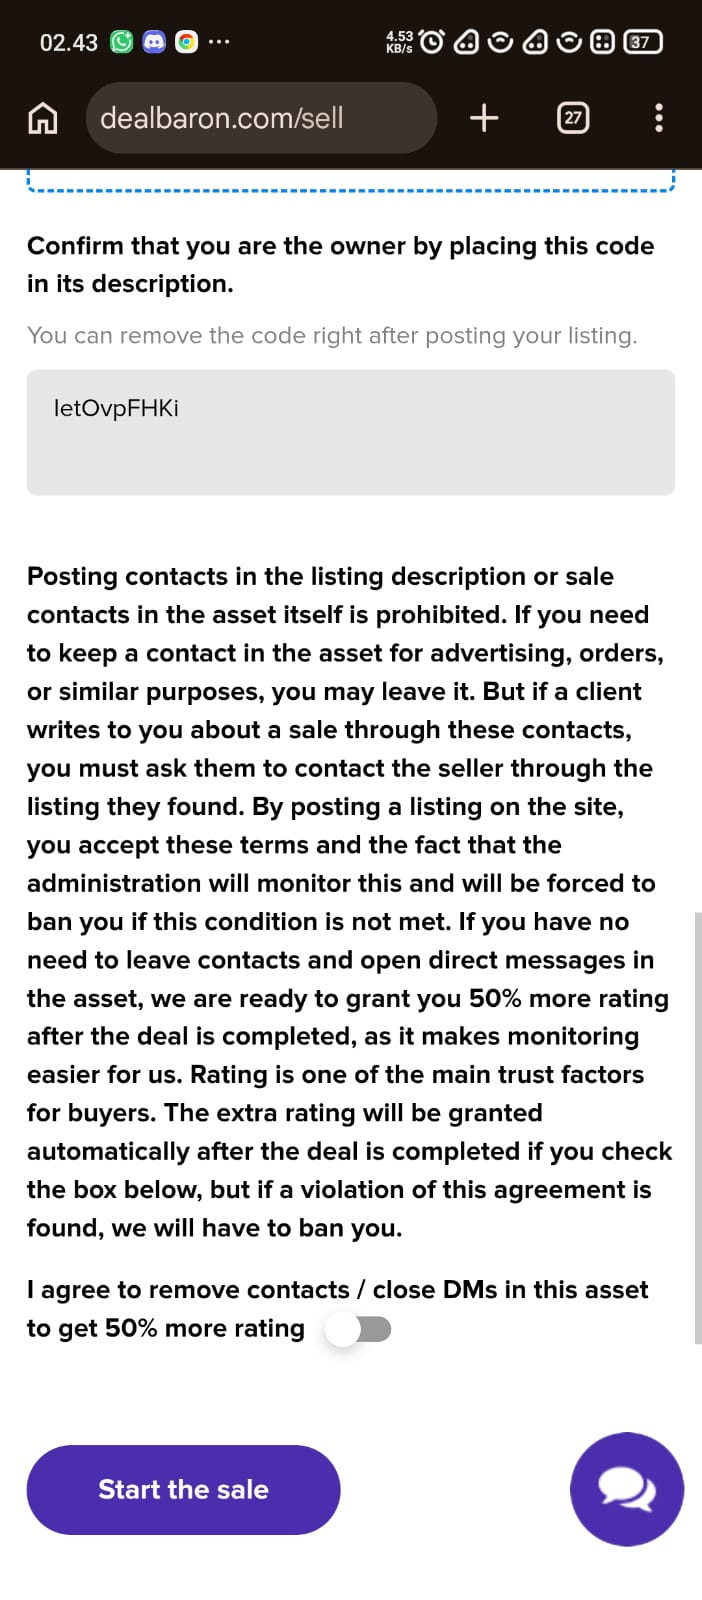 02.43
4.53
KB/s
37
dealbaron.com/sell
27
Confirm that you are the owner by placing this code
in its description.
You can remove the code right after posting your listing.
letOvpFHKi
Posting contacts in the listing description or sale
contacts in the asset itself is prohibited. If you need
to keep a contact in the asset for advertising, orders,
or similar purposes, you may leave it. But if a client
writes to you about a sale through these contacts,
you must ask them to contact the seller through the
listing they found. By posting a listing on the site,
you accept these terms and the fact that the
administration will monitor this and will be forced to
ban you if this condition is not met. If you have no
need to leave contacts and open direct messages in
the asset, we are ready to grant you 50% more rating
after the deal is completed, as it makes monitoring
easier for us. Rating is one of the main trust factors
for buyers. The extra rating will be granted
automatically after the deal is completed if you check
the box below, but if a violation of this agreement is
found, we will have to ban you.
I agree to remove contacts / close DMs in this asset
to get 50% more rating
Start the sale